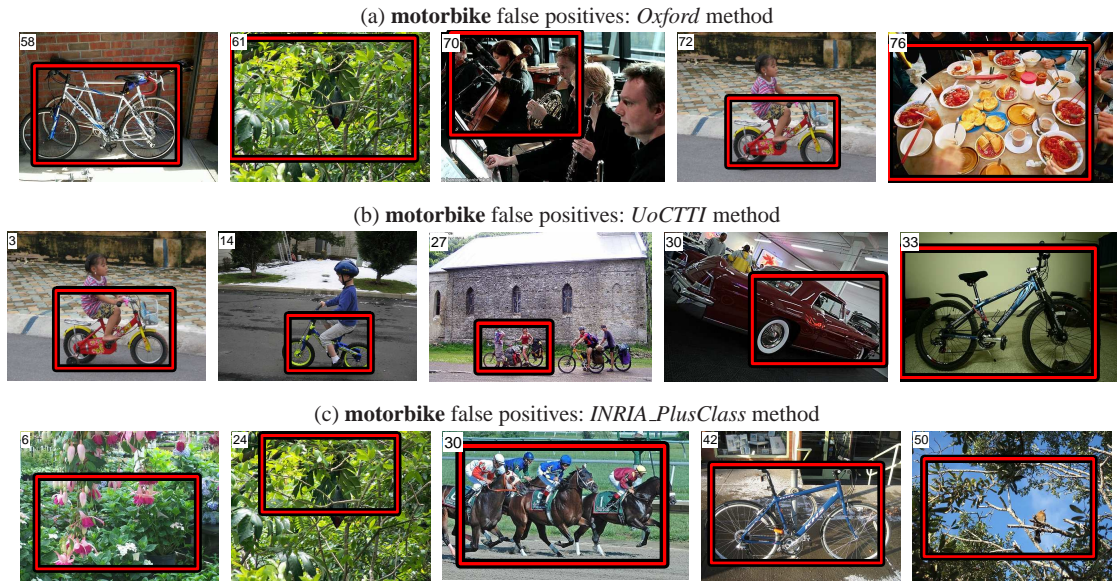 (a) motorbike false positives: Oxford method
58 61 70 72 76
(b) motorbike false positives: UoCTTI method
3 14 27 30 33
(c) motorbike false positives: INRIA_PlusClass method
6 24 30 42 50